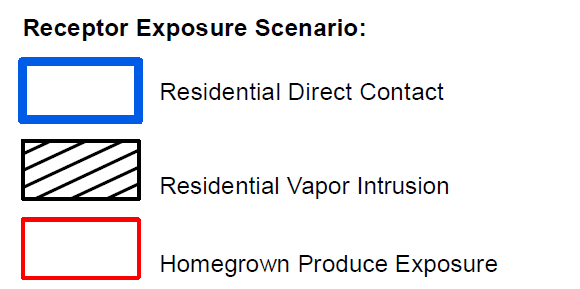 Receptor Exposure Scenario:
Residential Direct Contact
Residential Vapor Intrusion
Homegrown Produce Exposure